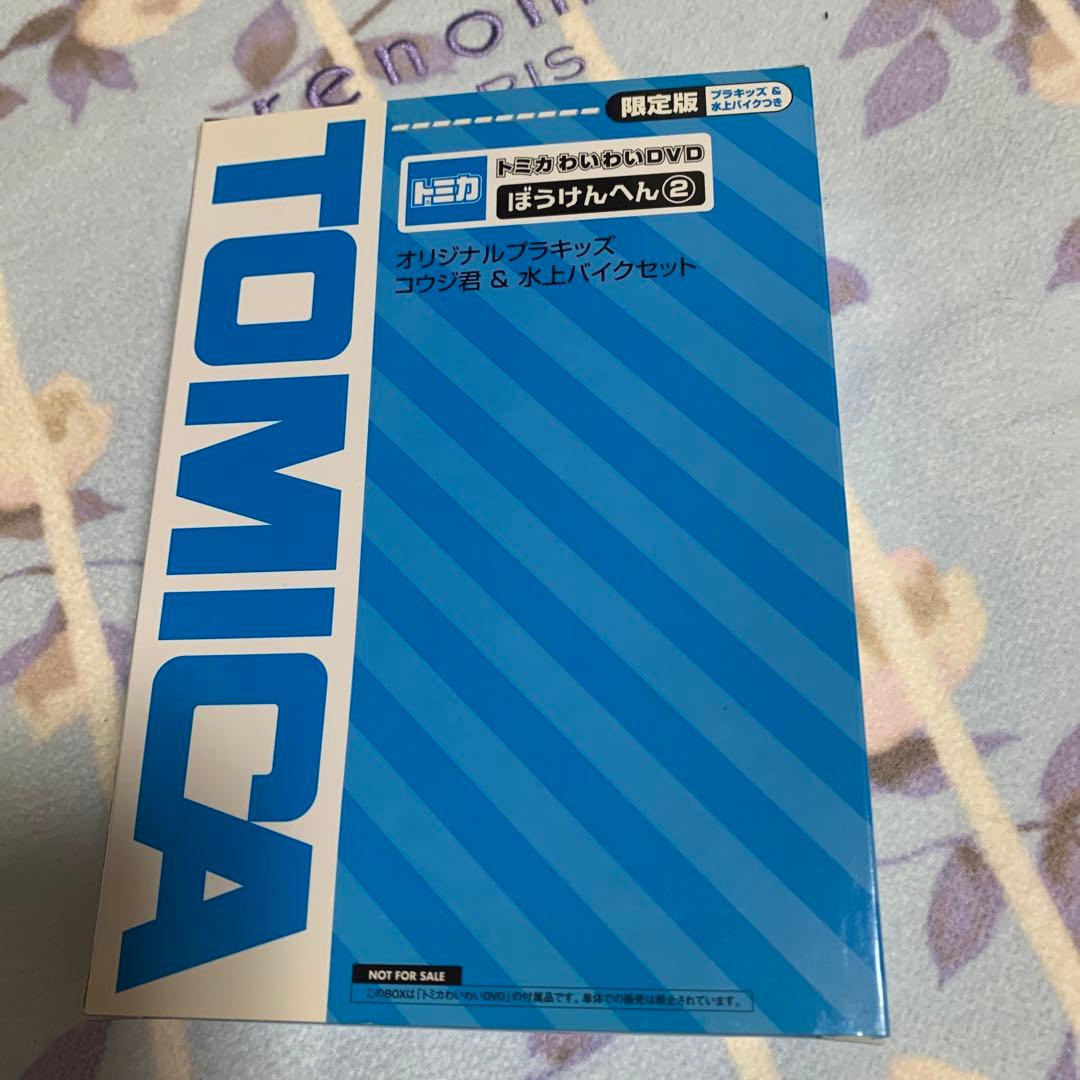 renom
PARIS
限定版
プラキッズ &
水上バイクつき
トミカ
トミカわいわいDVD
ぼうけんへん②
オリジナルプラキッズ
コウジ君 & 水上バイクセット
TOMICA
NOT FOR SALE
このBOXは「トミカわいわいDVD」の付属品です。単体での販売は禁止されています。